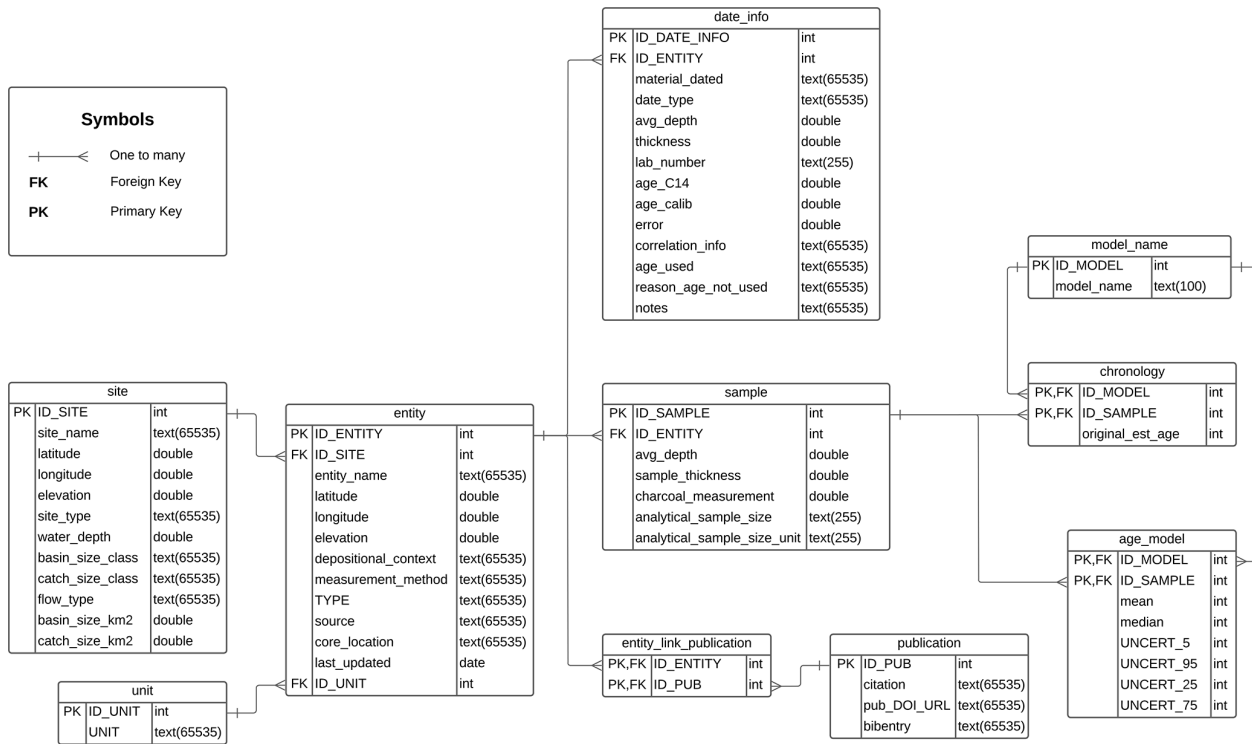 Symbols
One to many
FK Foreign Key
PK Primary Key
date_info
PK ID_DATE_INFO int
FK ID_ENTITY int
material_dated text(65535)
date_type text(65535)
avg_depth double
thickness double
lab_number text(255)
age_C14 double
age_calib double
error double
correlation_info text(65535)
age_used text(65535)
reason_age_not_used text(65535)
notes text(65535)
model_name
PK ID_MODEL int
model_name text(100)
site
PK ID_SITE int
site_name text(65535)
latitude double
longitude double
elevation double
site_type text(65535)
water_depth double
basin_size_class text(65535)
catch_size_class text(65535)
flow_type text(65535)
basin_size_km2 double
catch_size_km2 double
entity
PK ID_ENTITY int
FK ID_SITE int
entity_name text(65535)
latitude double
longitude double
elevation double
depositional_context text(65535)
measurement_method text(65535)
TYPE text(65535)
source text(65535)
core_location text(65535)
last_updated date
FK ID_UNIT int
sample
PK ID_SAMPLE int
FK ID_ENTITY int
avg_depth double
sample_thickness double
charcoal_measurement double
analytical_sample_size text(255)
analytical_sample_size_unit text(255)
chronology
PK,FK ID_MODEL int
PK,FK ID_SAMPLE int
original_est_age int
age_model
PK,FK ID_MODEL int
PK,FK ID_SAMPLE int
mean int
median int
UNCERT_5 int
UNCERT_95 int
UNCERT_25 int
UNCERT_75 int
unit
PK ID_UNIT int
UNIT text(65535)
entity_link_publication
PK,FK ID_ENTITY int
PK,FK ID_PUB int
publication
PK ID_PUB int
citation text(65535)
pub_DOI_URL text(65535)
bibentry text(65535)